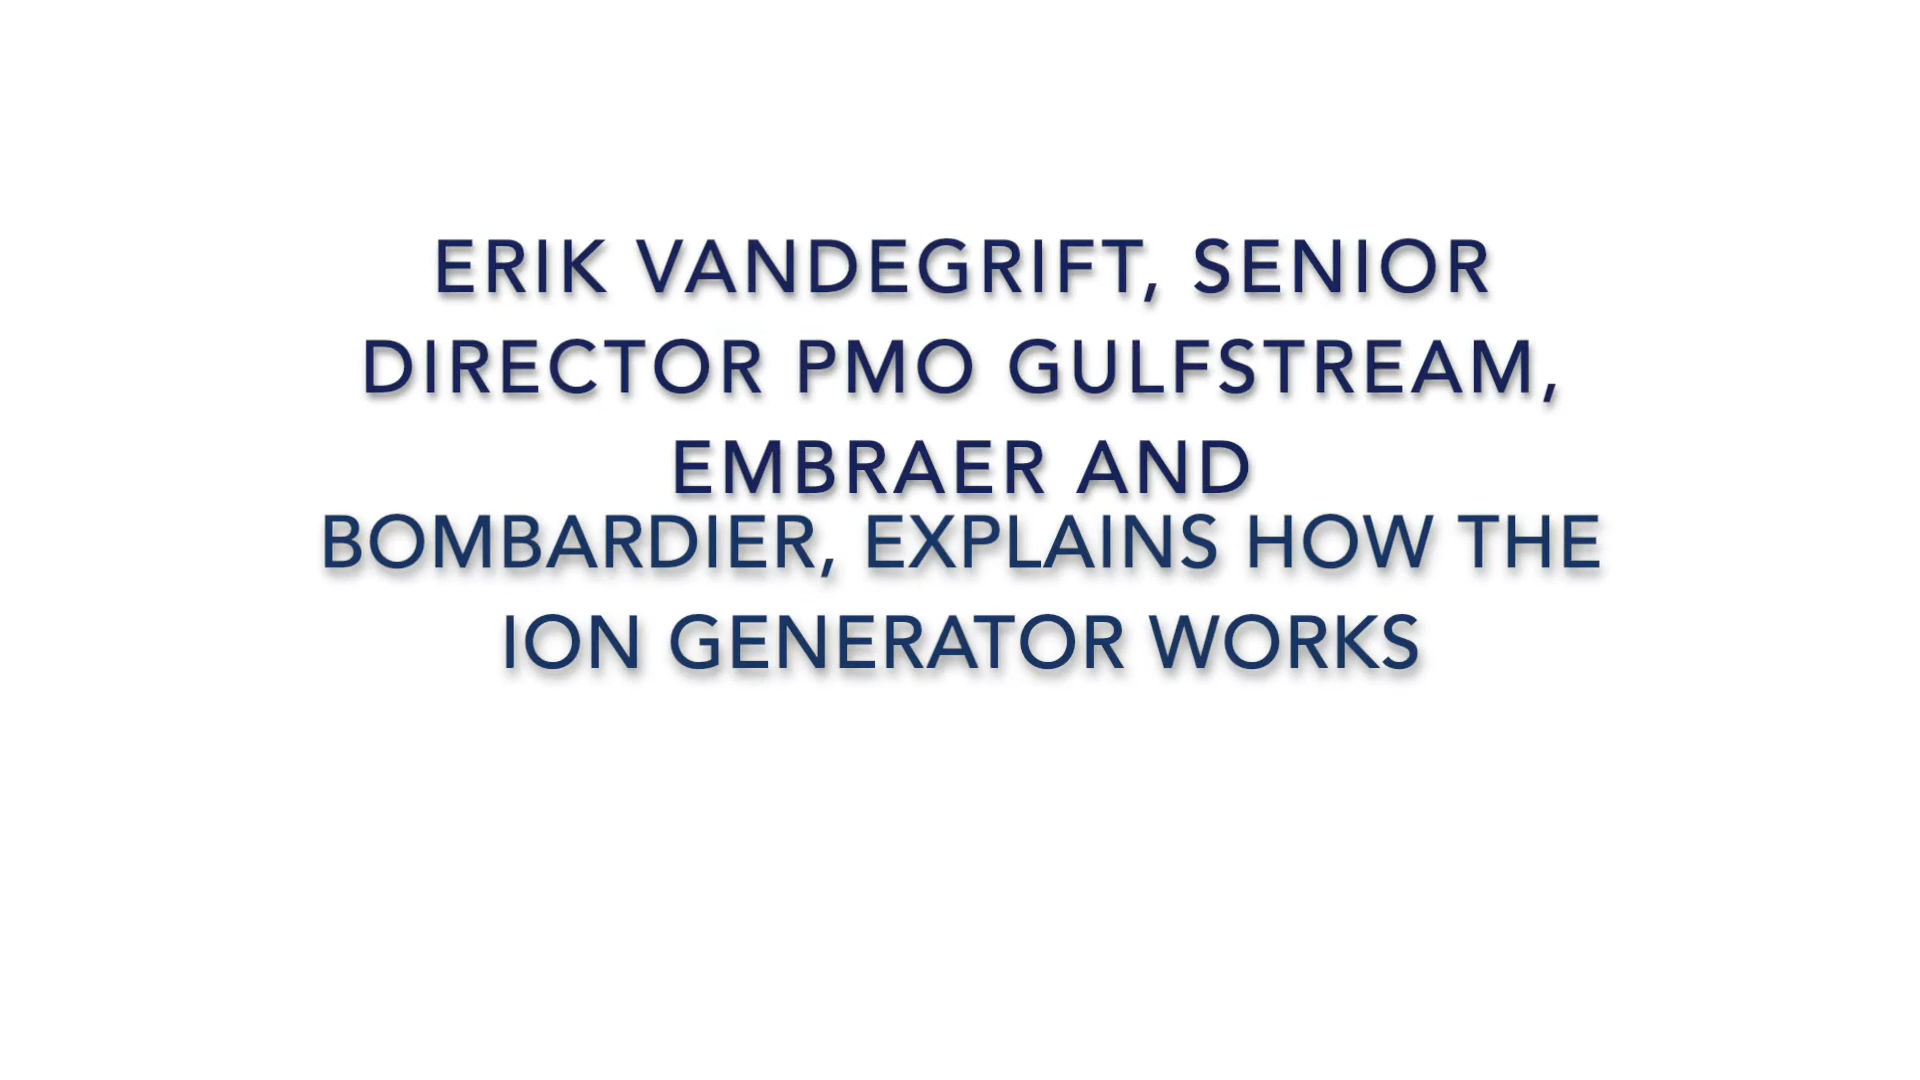 ERIK VANDEGRIFT, SENIOR
DIRECTOR PMO GULFSTREAM,
EMBRAER AND
BOMBARDIER, EXPLAINS HOW THE
ION GENERATOR WORKS